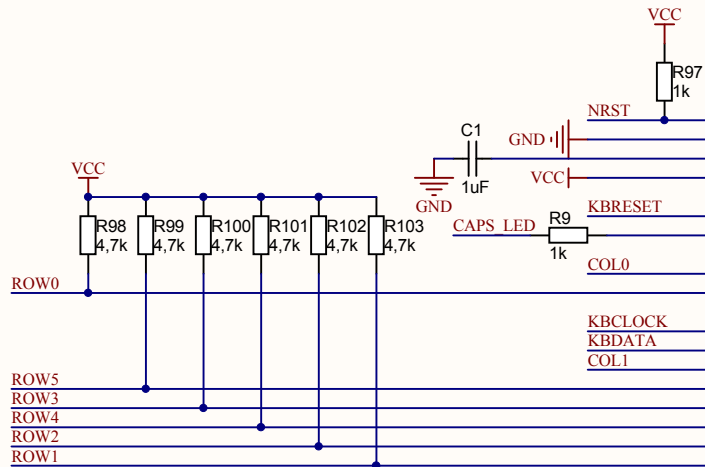 VCC
R97
1k
NRST
C1
GND
1uF
GND
VCC
VCC
KBRESET
R98
4,7k
R99
4,7k
R100
4,7k
R101
4,7k
R102
4,7k
R103
4,7k
CAPS_LED
R9
1k
COL0
ROW0
KBCLOCK
KBDATA
COL1
ROW5
ROW3
ROW4
ROW2
ROW1